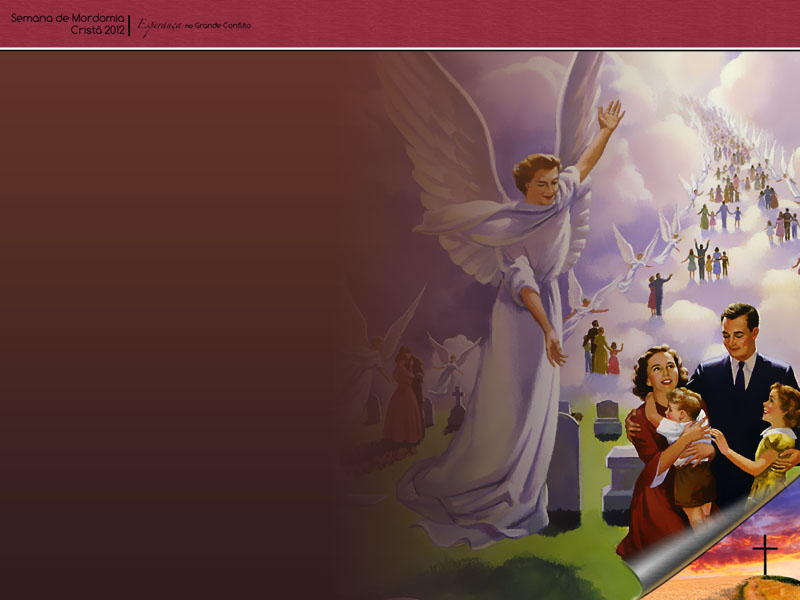 Semana de Mordomia
Cristã 2012
Esperança no Grande Conflito